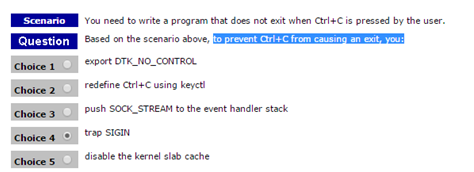 Scenario You need to write a program that does not exit when Ctrl+C is pressed by the user.
Question Based on the scenario above, to prevent Ctrl+C from causing an exit, you:
Choice 1 export DTK_NO_CONTROL
Choice 2 redefine Ctrl+C using keyctl
Choice 3 push SOCK_STREAM to the event handler stack
Choice 4 trap SIGIN
Choice 5 disable the kernel slab cache